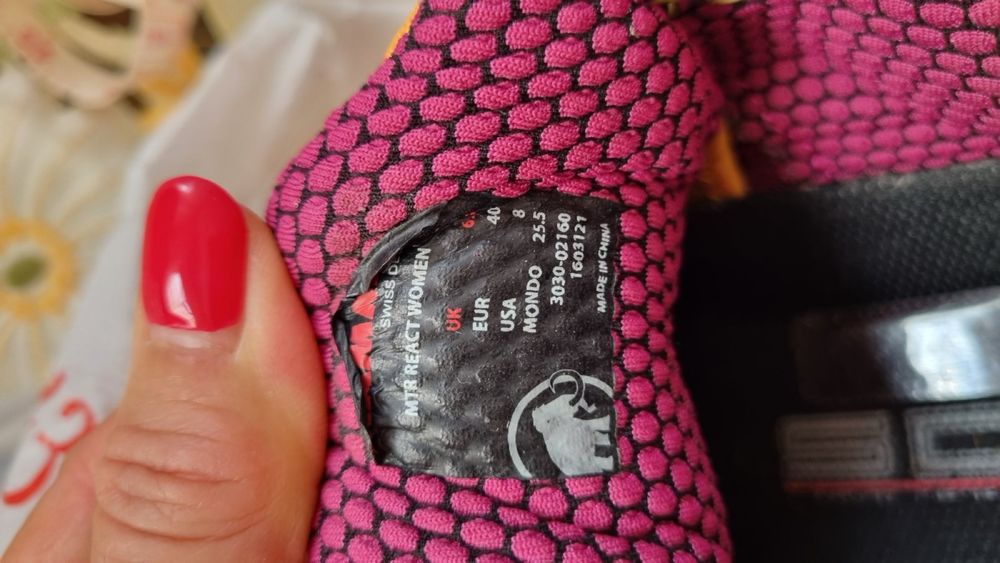 SWISS
MTR REACT WOMEN
UK
EUR 40
USA 8
MONDO 25.5
3030-02160
1603121
MADE IN CHINA